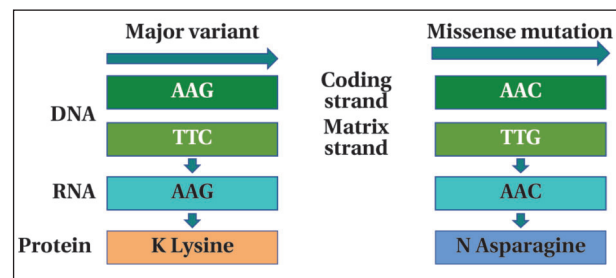 Major variant
Missense mutation
DNA
AAG
Coding
strand
AAC
TTC
Matrix
strand
TTG
RNA
AAG
AAC
Protein
K Lysine
N Asparagine